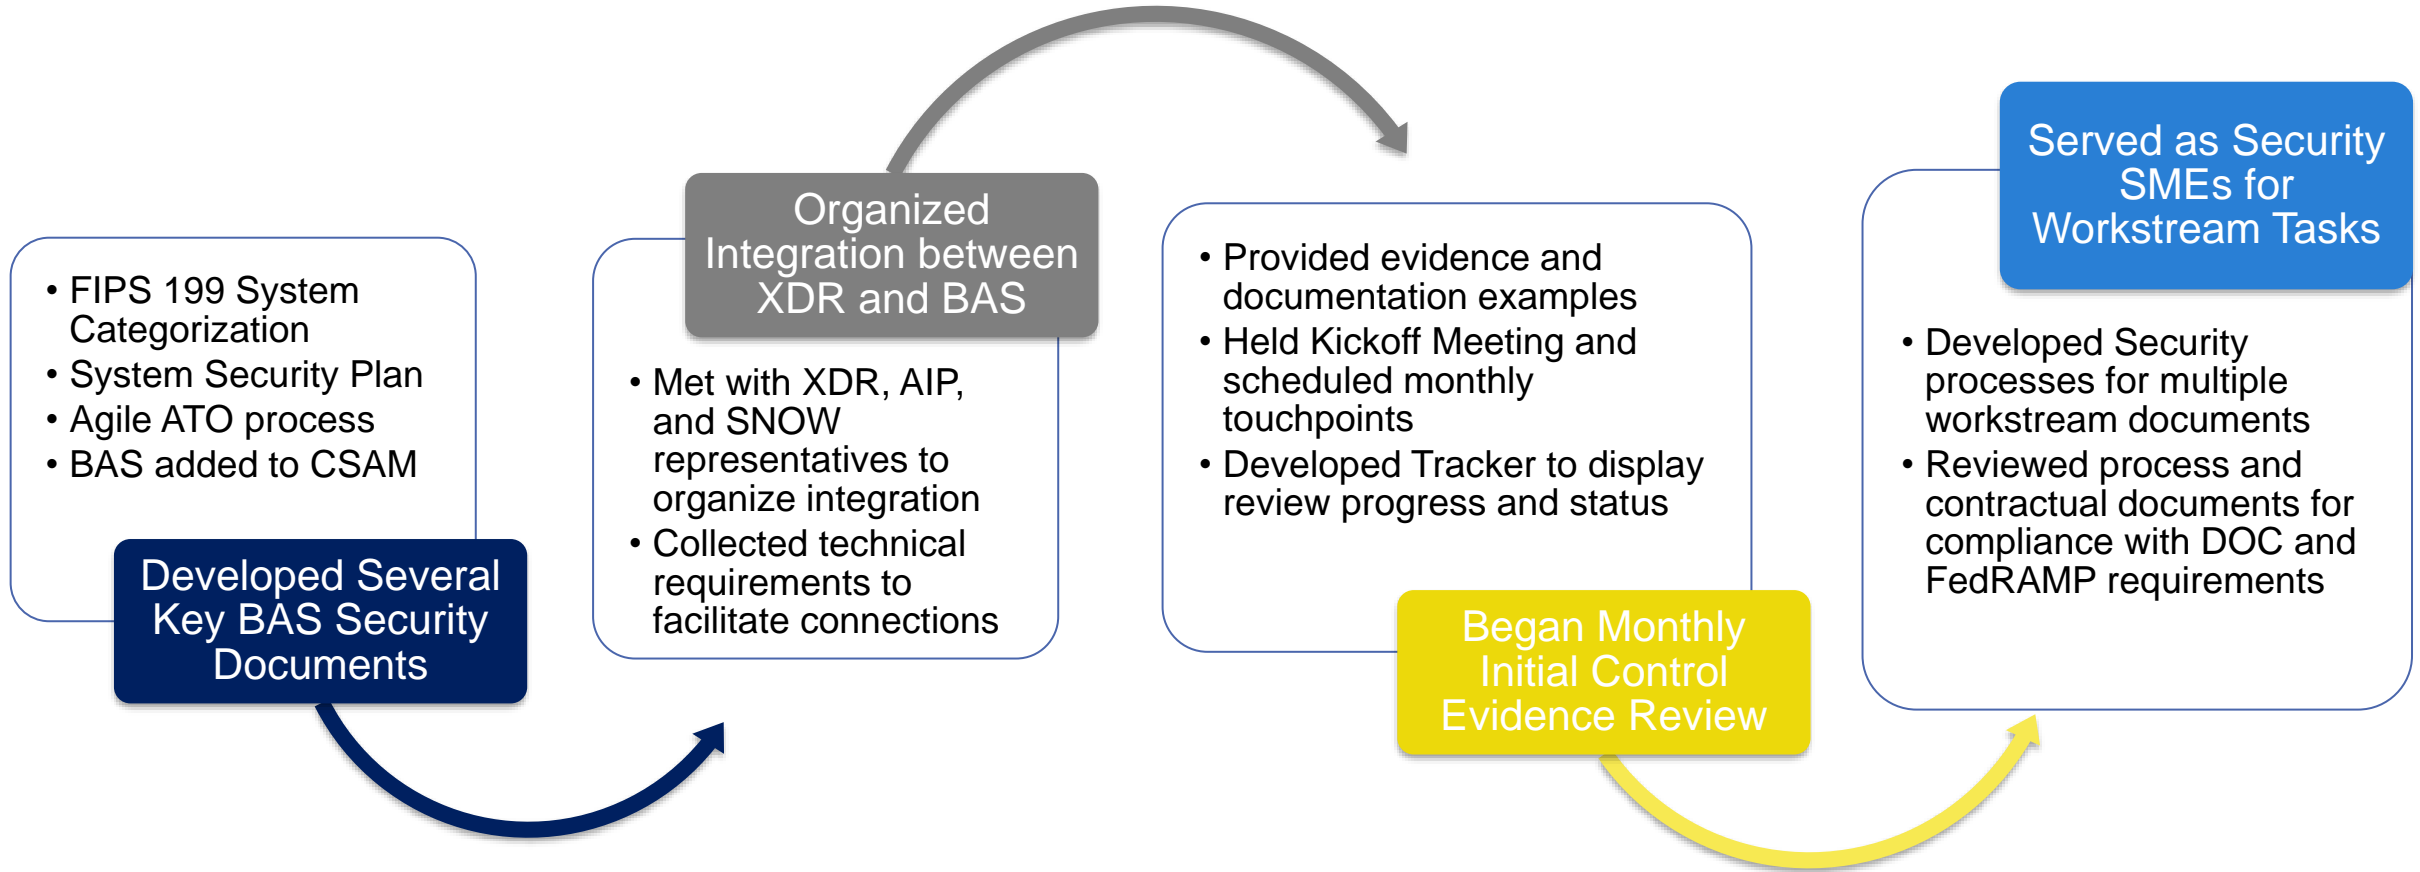 • FIPS 199 System
Categorization
• System Security Plan
• Agile ATO process
• BAS added to CSAM
Developed Several
Key BAS Security
Documents
Organized
Integration between
XDR and BAS
• Met with XDR, AIP,
and SNOW
representatives to
organize integration
• Collected technical
requirements to
facilitate connections
• Provided evidence and
documentation examples
• Held Kickoff Meeting and
scheduled monthly
touchpoints
• Developed Tracker to display
review progress and status
Began Monthly
Initial Control
Evidence Review
Served as Security
SMEs for
Workstream Tasks
• Developed Security
processes for multiple
workstream documents
• Reviewed process and
contractual documents for
compliance with DOC and
FedRAMP requirements